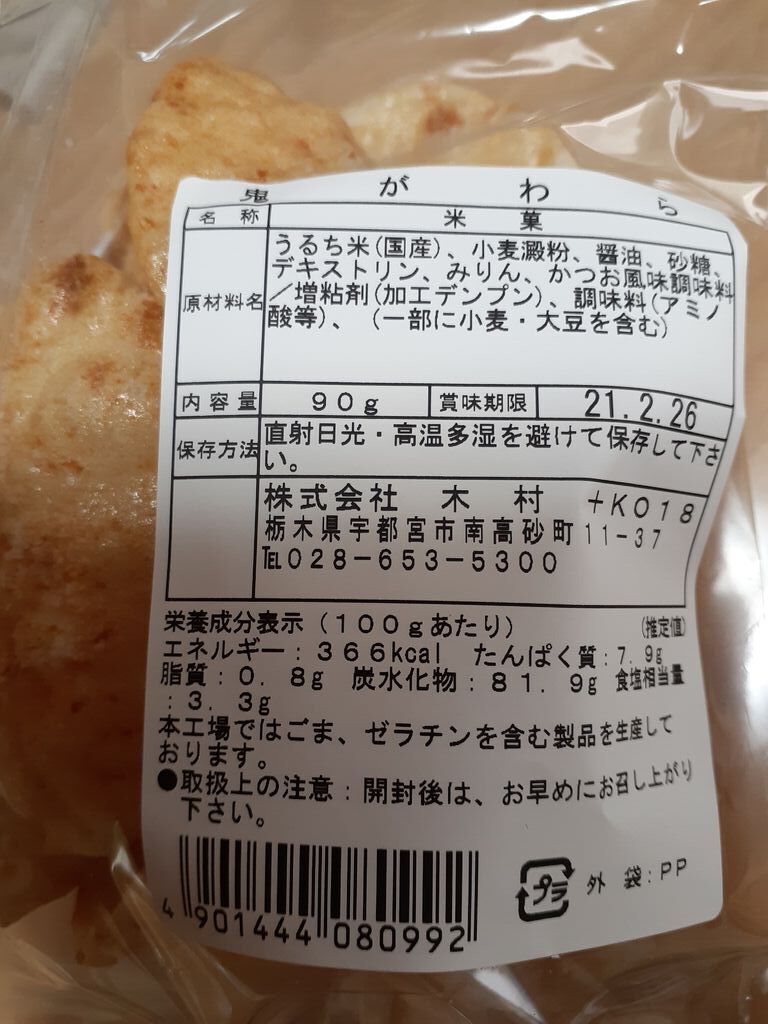 鬼がわら
名称 米菓
原材料名 うるち米(国産)、小麦澱粉、醤油、砂糖、
デキストリン、みりん、かつお風味調味料
/増粘剤(加工デンプン)、調味料(アミノ
酸等)、(一部に小麦・大豆を含む)
内容量 90g 賞味期限 21.2.26
保存方法 直射日光・高温多湿を避けて保存して下さ
い。
株式会社 木村 +K018
栃木県宇都宮市南高砂町11-37
℡028-653-5300
栄養成分表示(100gあたり) (推定値)
エネルギー:366kcal たんぱく質:7.9g
脂質:0.8g 炭水化物:81.9g 食塩相当量
:3.3g
本工場ではごま、ゼラチンを含む製品を生産して
おります。
●取扱上の注意:開封後は、お早めにお召し上がり
下さい。
プラ 外袋:PP
4 901444 080992